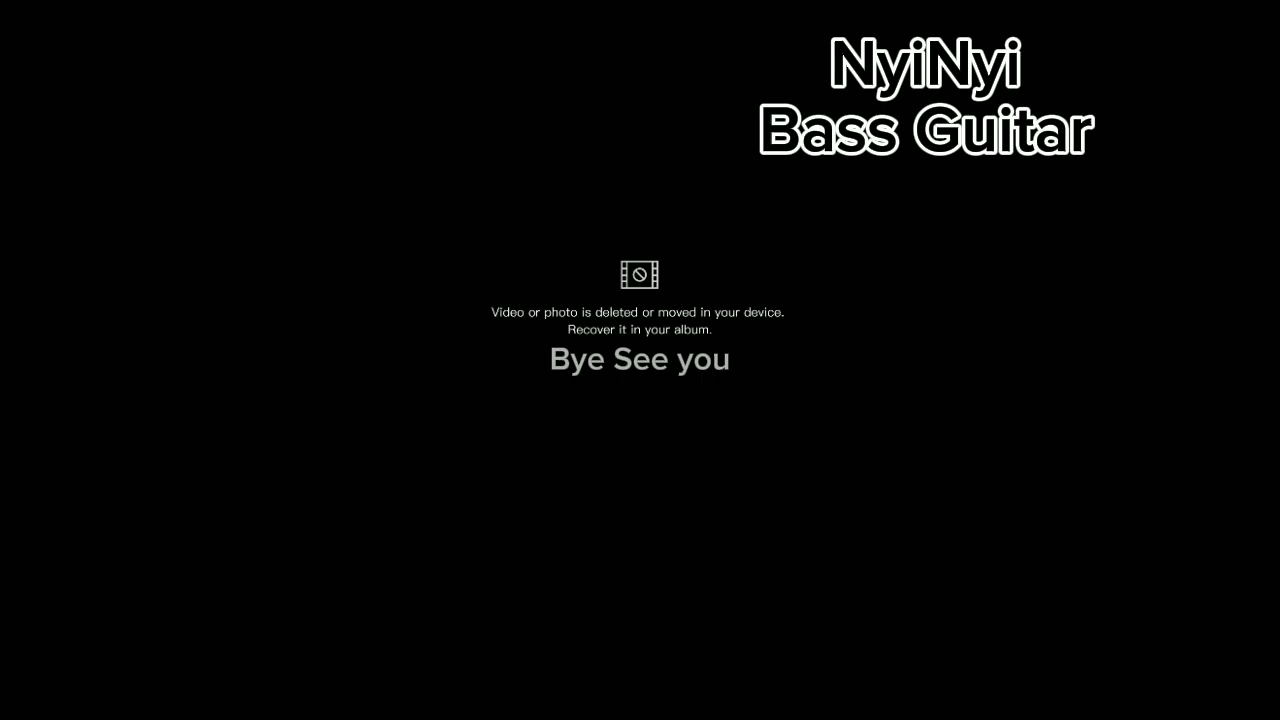 NyiNyi
Bass Guitar
Video or photo is deleted or moved in your device.
Recover it in your album.
Bye See you